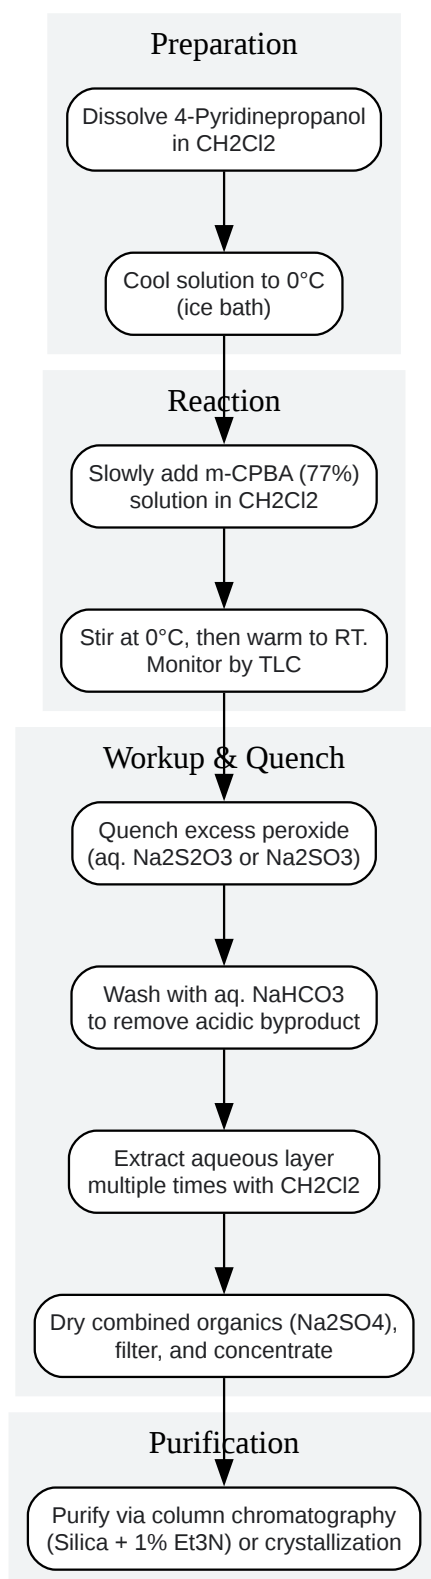 Preparation
Dissolve 4-Pyridinepropanol
in CH2Cl2
Cool solution to 0°C
(ice bath)
Reaction
Slowly add m-CPBA (77%)
solution in CH2Cl2
Stir at 0°C, then warm to RT.
Monitor by TLC
Workup & Quench
Quench excess peroxide
(aq. Na2S2O3 or Na2SO3)
Wash with aq. NaHCO3
to remove acidic byproduct
Extract aqueous layer
multiple times with CH2Cl2
Dry combined organics (Na2SO4),
filter, and concentrate
Purification
Purify via column chromatography
(Silica + 1% Et3N) or crystallization